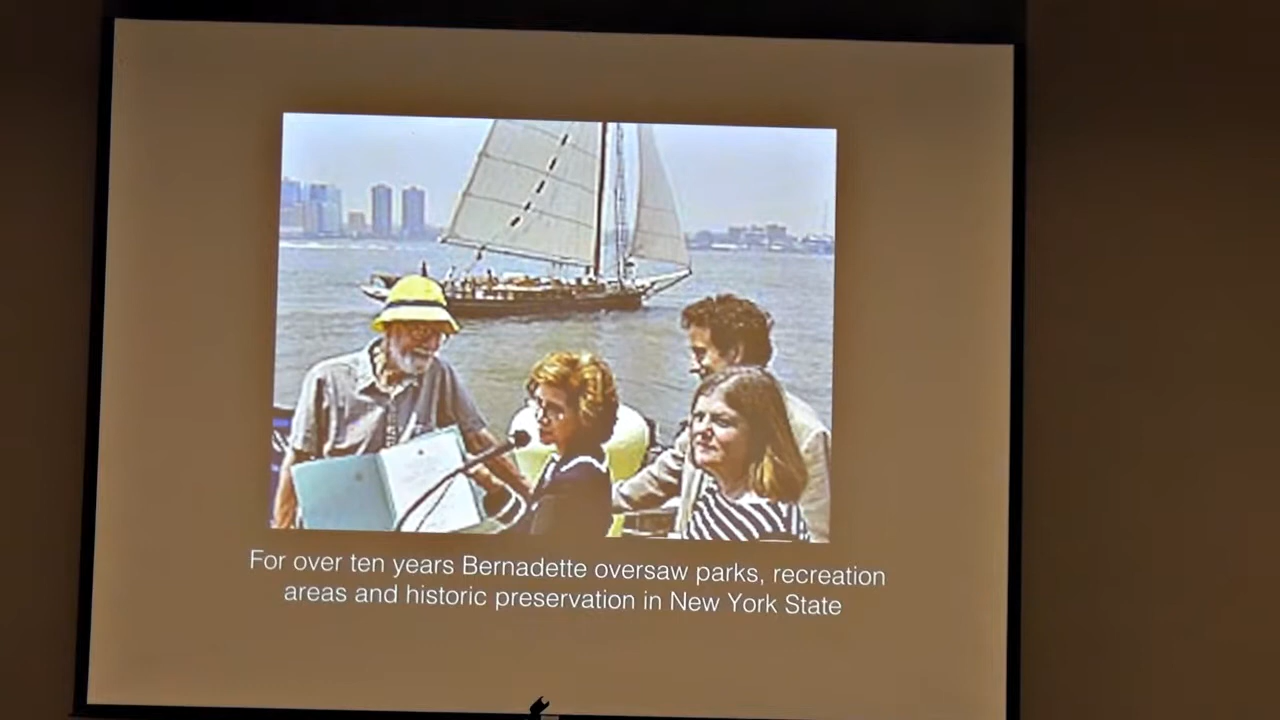 For over ten years Bernadette oversaw parks, recreation
areas and historic preservation in New York State